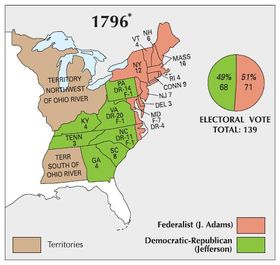 1796*
VT
4
NH
6
MASS
16
NY
12
RI 4
CONN 9
NJ 7
DEL 3
MD
F-7
DR-4
PA
DR-14
F-1
VA
DR-20
F-1
NC
DR-11
F-1
SC
8
GA
4
KY
4
TENN
3
TERRITORY
NORTHWEST
OF OHIO RIVER
TERR
SOUTH OF
OHIO RIVER
49%
68
51%
71
ELECTORAL VOTE
TOTAL: 139
Federalist (J. Adams)
Democratic-Republican
(Jefferson)
Territories